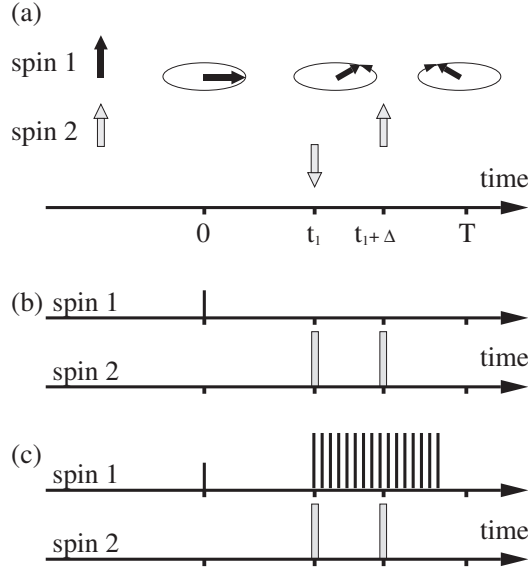 (a)
spin 1
spin 2
time
0 t₁ t₁+Δ T
(b) spin 1
time
spin 2
(c)
spin 1
time
spin 2